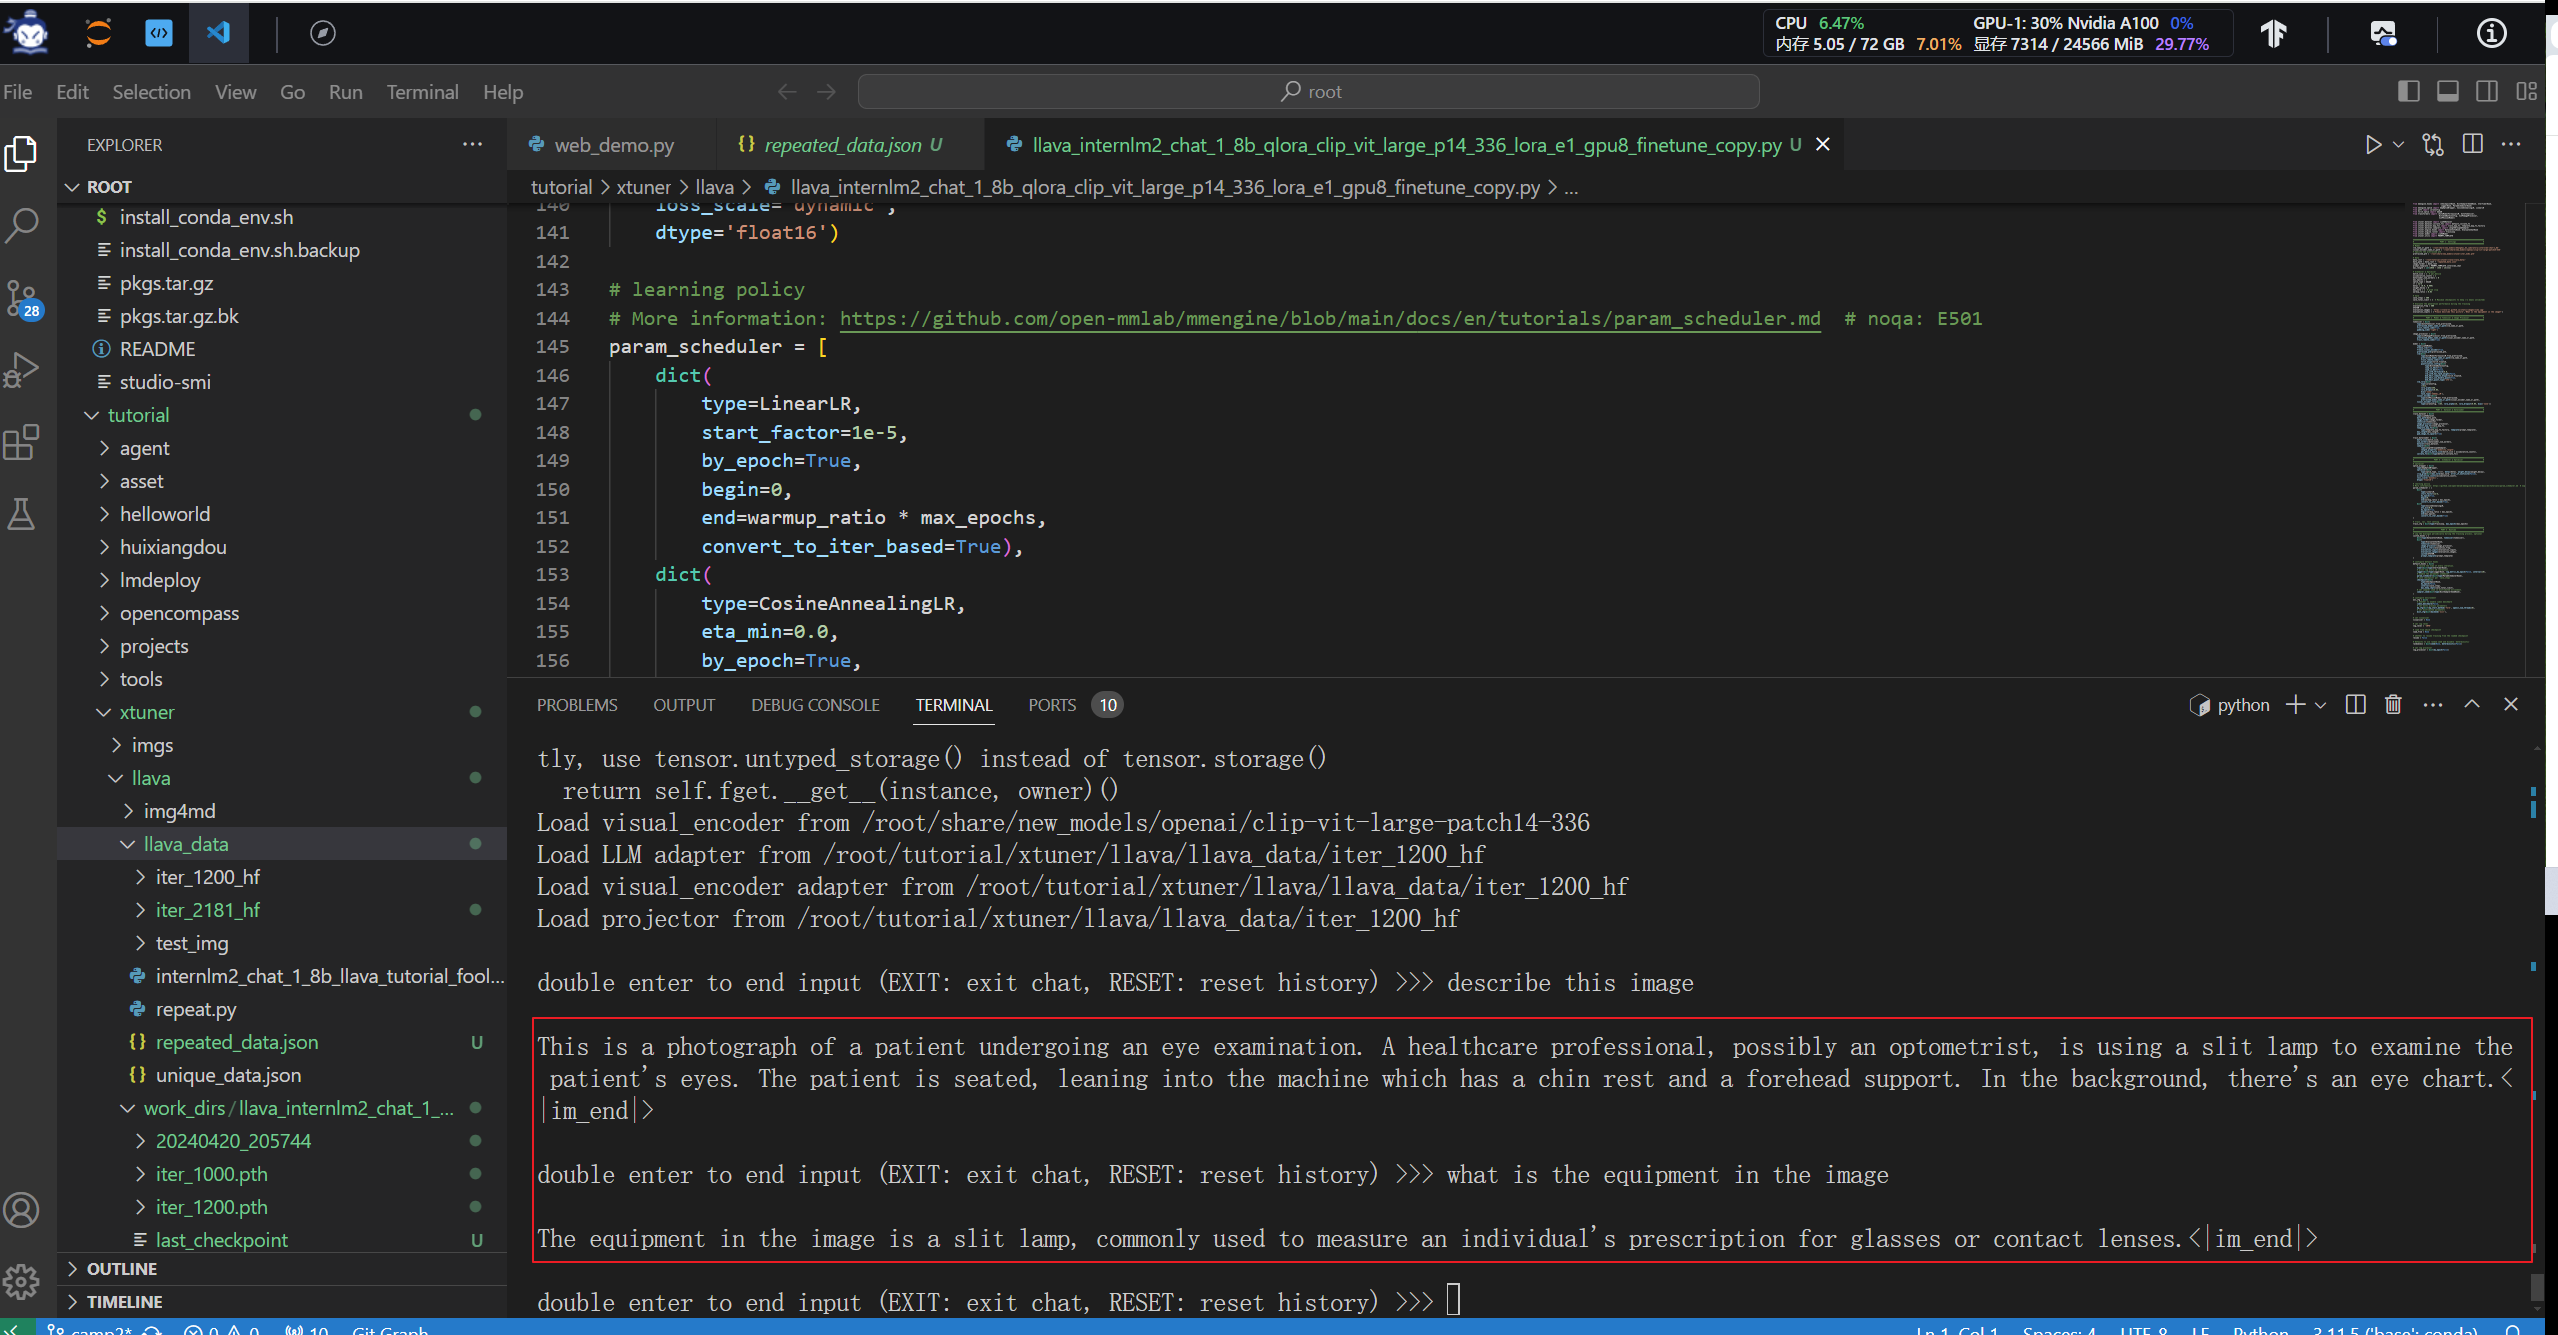 CPU 6.47% GPU-1: 30% Nvidia A100 0%
内存 5.05 / 72 GB 7.01% 显存 7314 / 24566 MiB 29.77%
File Edit Selection View Go Run Terminal Help
root
EXPLORER
ROOT
install_conda_env.sh
install_conda_env.sh.backup
pkgs.tar.gz
pkgs.tar.gz.bk
README
studio-smi
tutorial
agent
asset
helloworld
huixiangdou
lmdeploy
opencompass
projects
tools
xtuner
imgs
llava
img4md
llava_data
iter_1200_hf
iter_2181_hf
test_img
internlm2_chat_1_8b_llava_tutorial_fool...
repeat.py
repeated_data.json U
unique_data.json
work_dirs/llava_internlm2_chat_1_...
20240420_205744
iter_1000.pth
iter_1200.pth
last_checkpoint U
OUTLINE
TIMELINE
28
web_demo.py
repeated_data.json U
llava_internlm2_chat_1_8b_qlora_clip_vit_large_p14_336_lora_e1_gpu8_finetune_copy.py U
tutorial > xtuner > llava > llava_internlm2_chat_1_8b_qlora_clip_vit_large_p14_336_lora_e1_gpu8_finetune_copy.py > ...
140 loss_scale='dynamic',
141 dtype='float16')
142
143 # learning policy
144 # More information: https://github.com/open-mmlab/mmengine/blob/main/docs/en/tutorials/param_scheduler.md # noqa: E501
145 param_scheduler = [
146 dict(
147 type=LinearLR,
148 start_factor=1e-5,
149 by_epoch=True,
150 begin=0,
151 end=warmup_ratio * max_epochs,
152 convert_to_iter_based=True),
153 dict(
154 type=CosineAnnealingLR,
155 eta_min=0.0,
156 by_epoch=True,
PROBLEMS OUTPUT DEBUG CONSOLE TERMINAL PORTS 10
python
tly, use tensor.untyped_storage() instead of tensor.storage()
return self.fget.__get__(instance, owner)()
Load visual_encoder from /root/share/new_models/openai/clip-vit-large-patch14-336
Load LLM adapter from /root/tutorial/xtuner/llava/llava_data/iter_1200_hf
Load visual_encoder adapter from /root/tutorial/xtuner/llava/llava_data/iter_1200_hf
Load projector from /root/tutorial/xtuner/llava/llava_data/iter_1200_hf
double enter to end input (EXIT: exit chat, RESET: reset history) >>> describe this image
This is a photograph of a patient undergoing an eye examination. A healthcare professional, possibly an optometrist, is using a slit lamp to examine the
patient's eyes. The patient is seated, leaning into the machine which has a chin rest and a forehead support. In the background, there's an eye chart.<
|im_end|>
double enter to end input (EXIT: exit chat, RESET: reset history) >>> what is the equipment in the image
The equipment in the image is a slit lamp, commonly used to measure an individual's prescription for glasses or contact lenses.<|im_end|>
double enter to end input (EXIT: exit chat, RESET: reset history) >>>
camp2* 0 0 10 Git Graph Ln 1, Col 1 Spaces: 4 UTF-8 LF Python 3.11.5 ('base': conda)